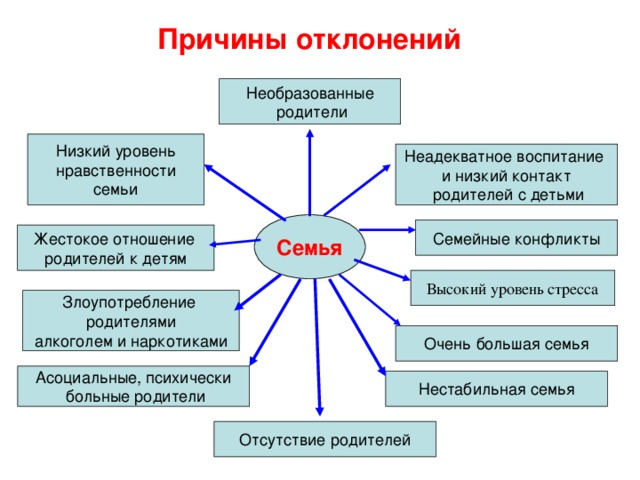 Причины отклонений
Необразованные
родители
Низкий уровень
нравственности
семьи
Неадекватное воспитание
и низкий контакт
родителей с детьми
Семья
Семейные конфликты
Жестокое отношение
родителей к детям
Высокий уровень стресса
Злоупотребление
родителями
алкоголем и наркотиками
Очень большая семья
Асоциальные, психически
больные родители
Нестабильная семья
Отсутствие родителей